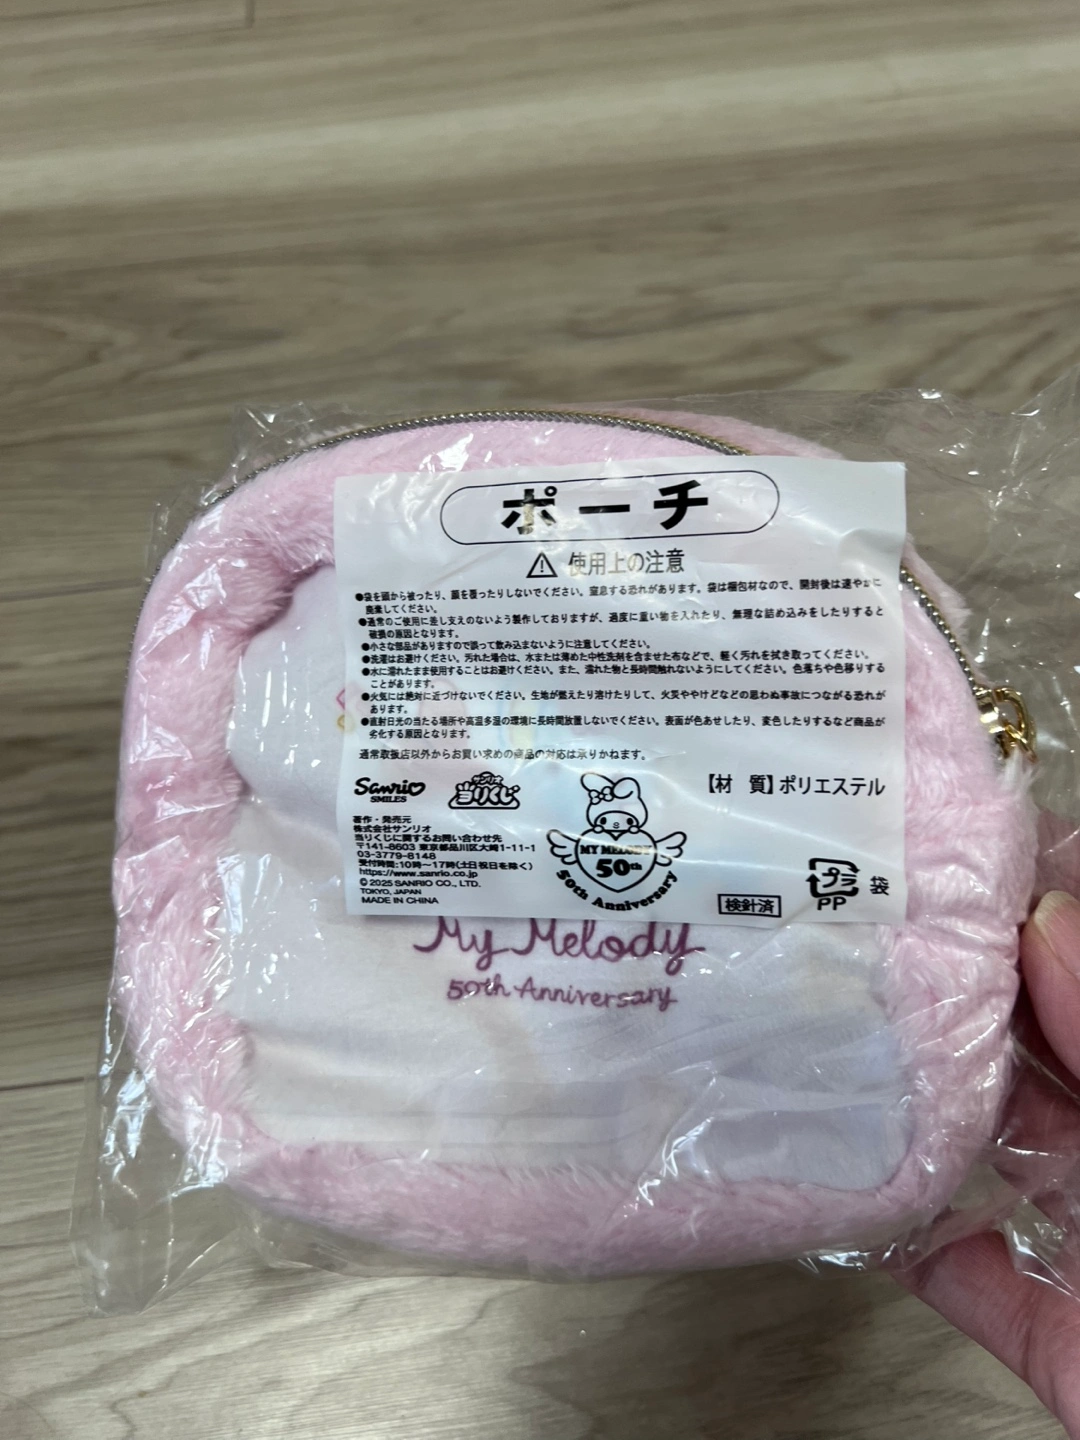 ポーチ
使用上の注意
●袋を頭から被ったり、顔を覆ったりしないでください。窒息する恐れがあります。袋は梱包材なので、開封後は速やかに
廃棄してください。
●通常のご使用に差し支えのないよう製作しておりますが、過度に重い物を入れたり、無理な詰め込みをしたりすると
破損の原因となります。
●小さな部品がありますので誤って飲み込まないように注意してください。
●洗濯はお避けください。汚れた場合は、水または薄めた中性洗剤を含ませた布などで、軽く汚れを拭き取ってください。
●水に濡れたまま使用することはお避けください。また、濡れた物と長時間触れないようにしてください。色落ちや色移りする
ことがあります。
●火気には絶対に近づけないでください。生地が燃えたり溶けたりして、火災ややけどなどの思わぬ事故につながる恐れが
あります。
●直射日光の当たる場所や高温多湿の環境に長時間放置しないでください。表面が色あせしたり、変色したりするなど商品が
劣化する原因となります。
通常取扱店以外からお買い求めの商品の対応は承りかねます。
Sanrio
SMILES
サンリオ
当りくじ
【材 質】ポリエステル
著作・発売元
株式会社サンリオ
当りくじに関するお問い合わせ先
〒141-8603 東京都品川区大崎1-11-1
03-3779-8148
受付時間:10時〜17時(土日祝日を除く)
https://www.sanrio.co.jp
© 2025 SANRIO CO., LTD.
TOKYO, JAPAN
MADE IN CHINA
MY MELODY
50th
50th Anniversary
検針済
プラ
袋
PP
My Melody
50th Anniversary